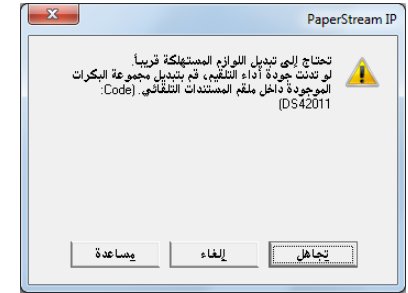 PaperStream IP
تحتاج إلى تبديل اللوازم المستهلكة قريباً.
لو تدنت جودة أداء التلقيم، قم بتبديل مجموعة البكرات
الموجودة داخل ملقم المستندات التلقائي. (Code:
DS42011)
تجاهل
إلغاء
مساعدة